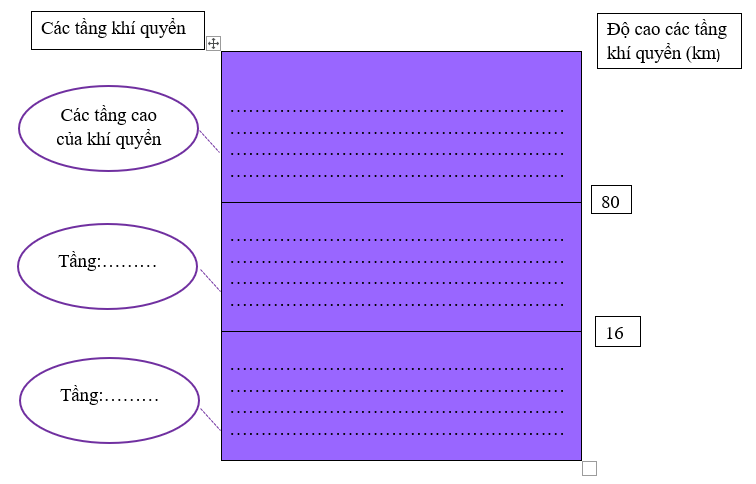 Các tầng khí quyển
Độ cao các tầng
khí quyển (km)
Các tầng cao
của khí quyển
……………………………………………………
……………………………………………………
……………………………………………………
……………………………………………………
80
Tầng:………
……………………………………………………
……………………………………………………
……………………………………………………
……………………………………………………
16
Tầng:………
……………………………………………………
……………………………………………………
……………………………………………………
……………………………………………………